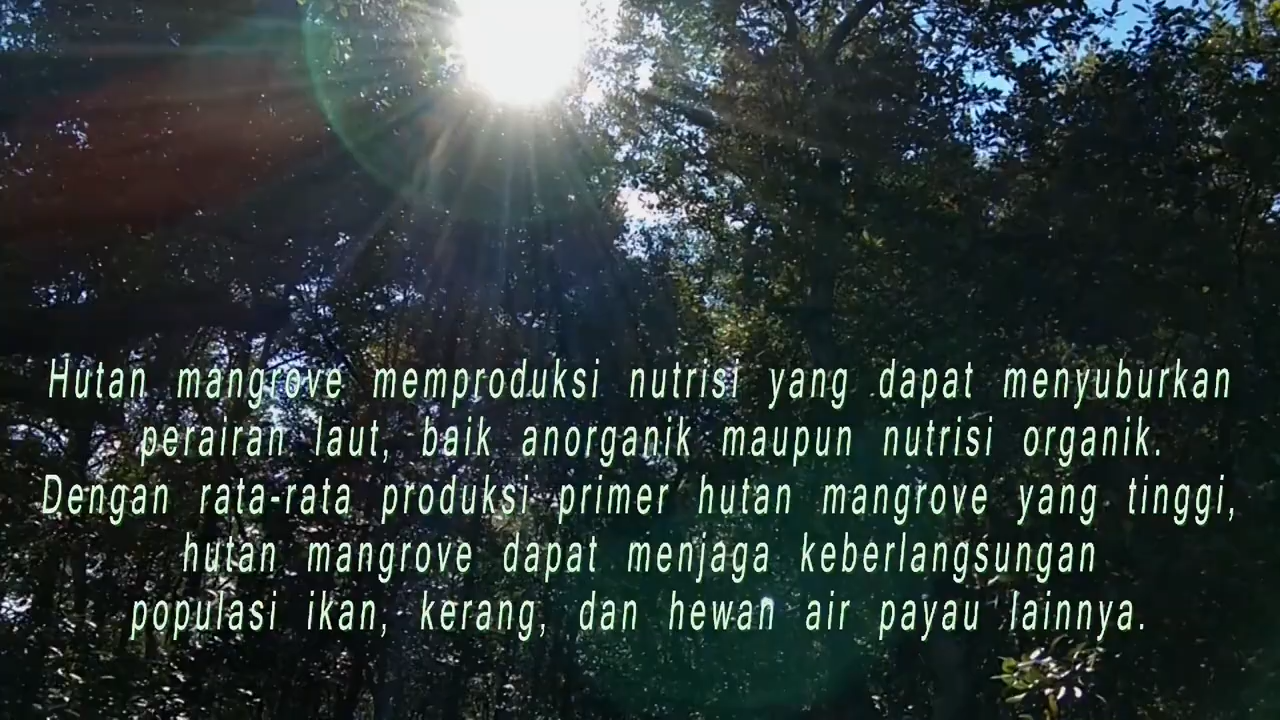 Hutan mangrove memproduksi nutrisi yang dapat menyuburkan
perairan laut, baik anorganik maupun nutrisi organik.
Dengan rata-rata produksi primer hutan mangrove yang tinggi,
hutan mangrove dapat menjaga keberlangsungan
populasi ikan, kerang, dan hewan air payau lainnya.